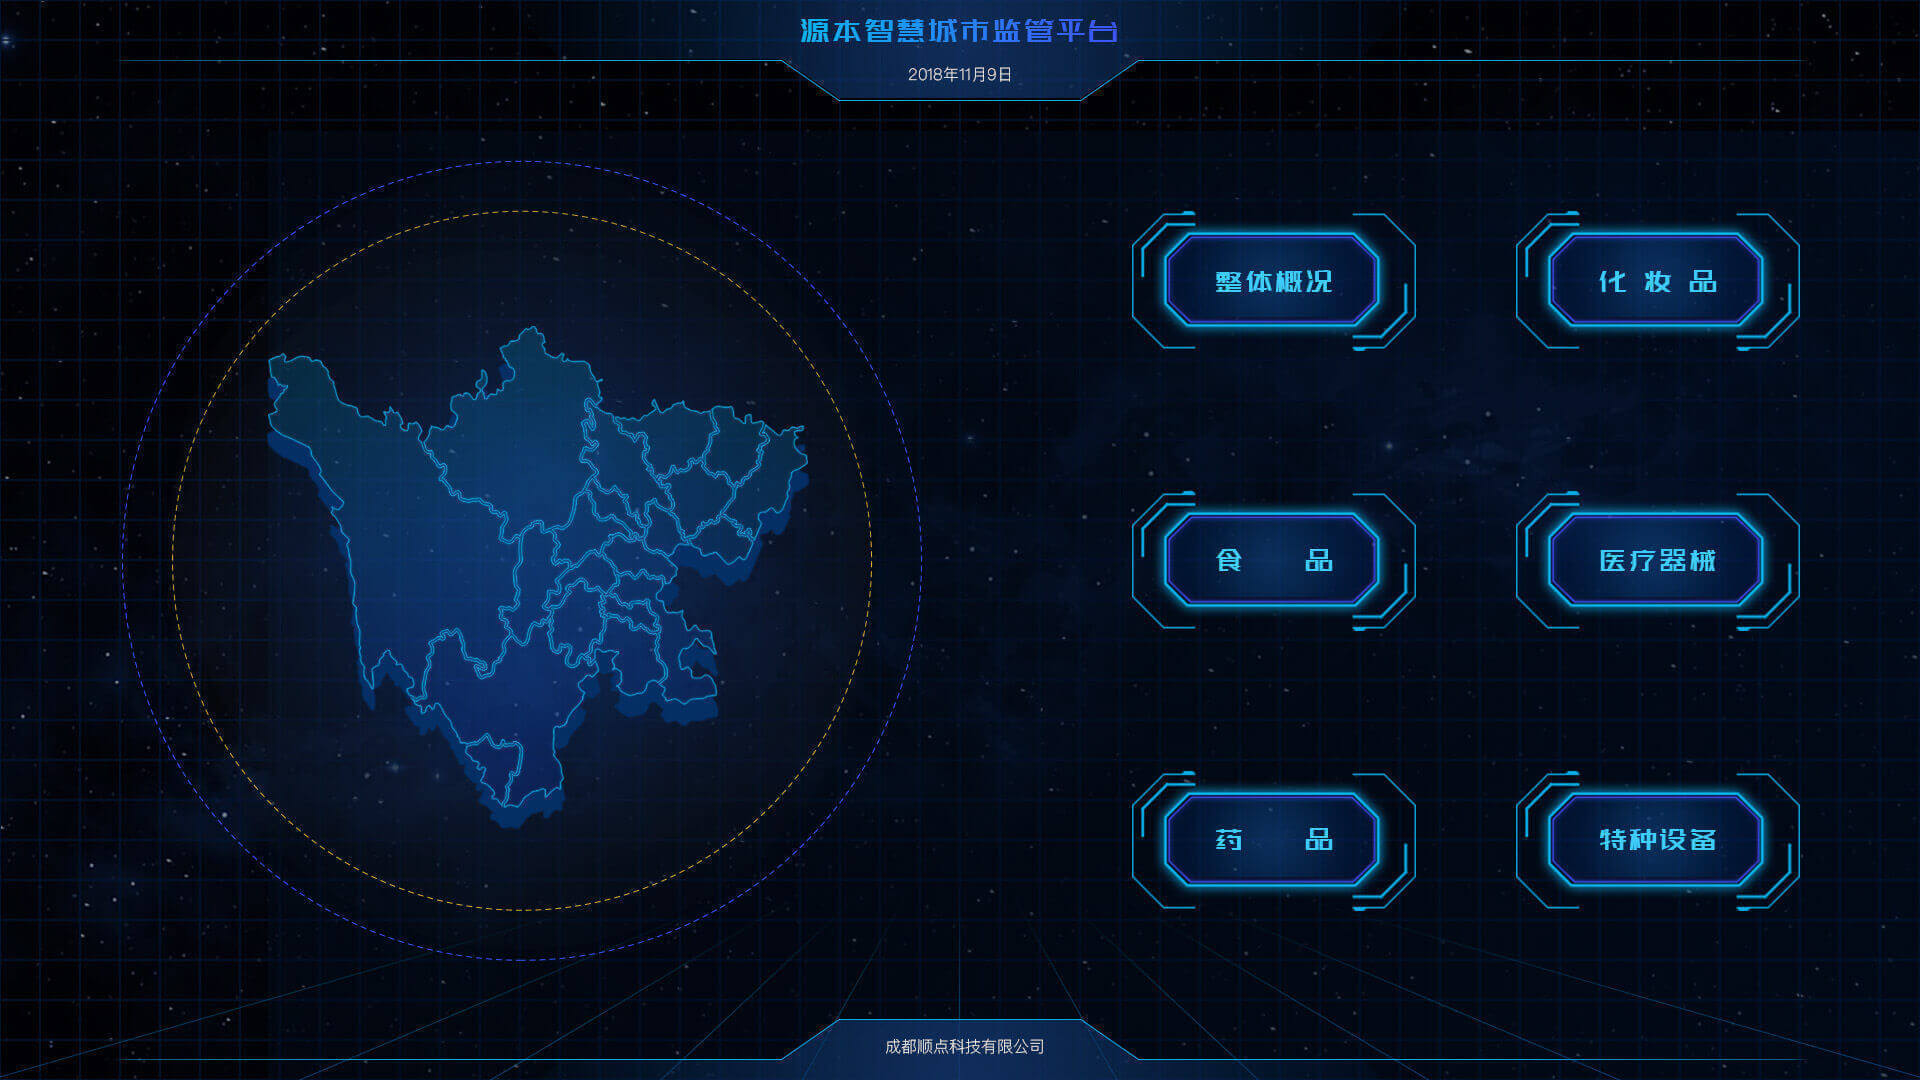 源本智慧城市监管平台
2018年11月9日
整体概况
化 妆 品
食 品
医疗器械
药 品
特种设备
成都顺点科技有限公司